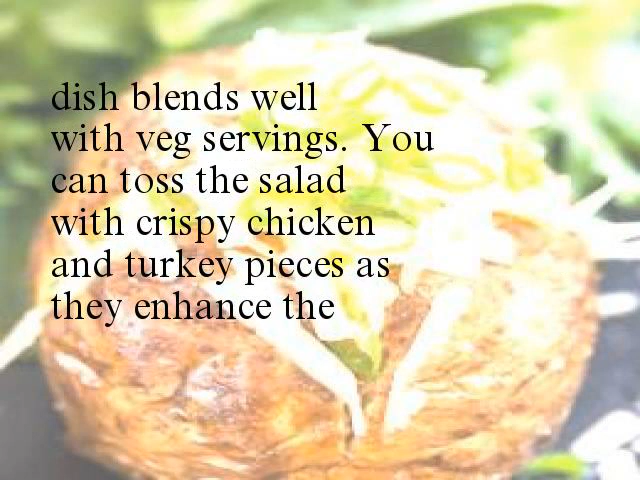 dish blends well
with veg servings. You
can toss the salad
with crispy chicken
and turkey pieces as
they enhance the